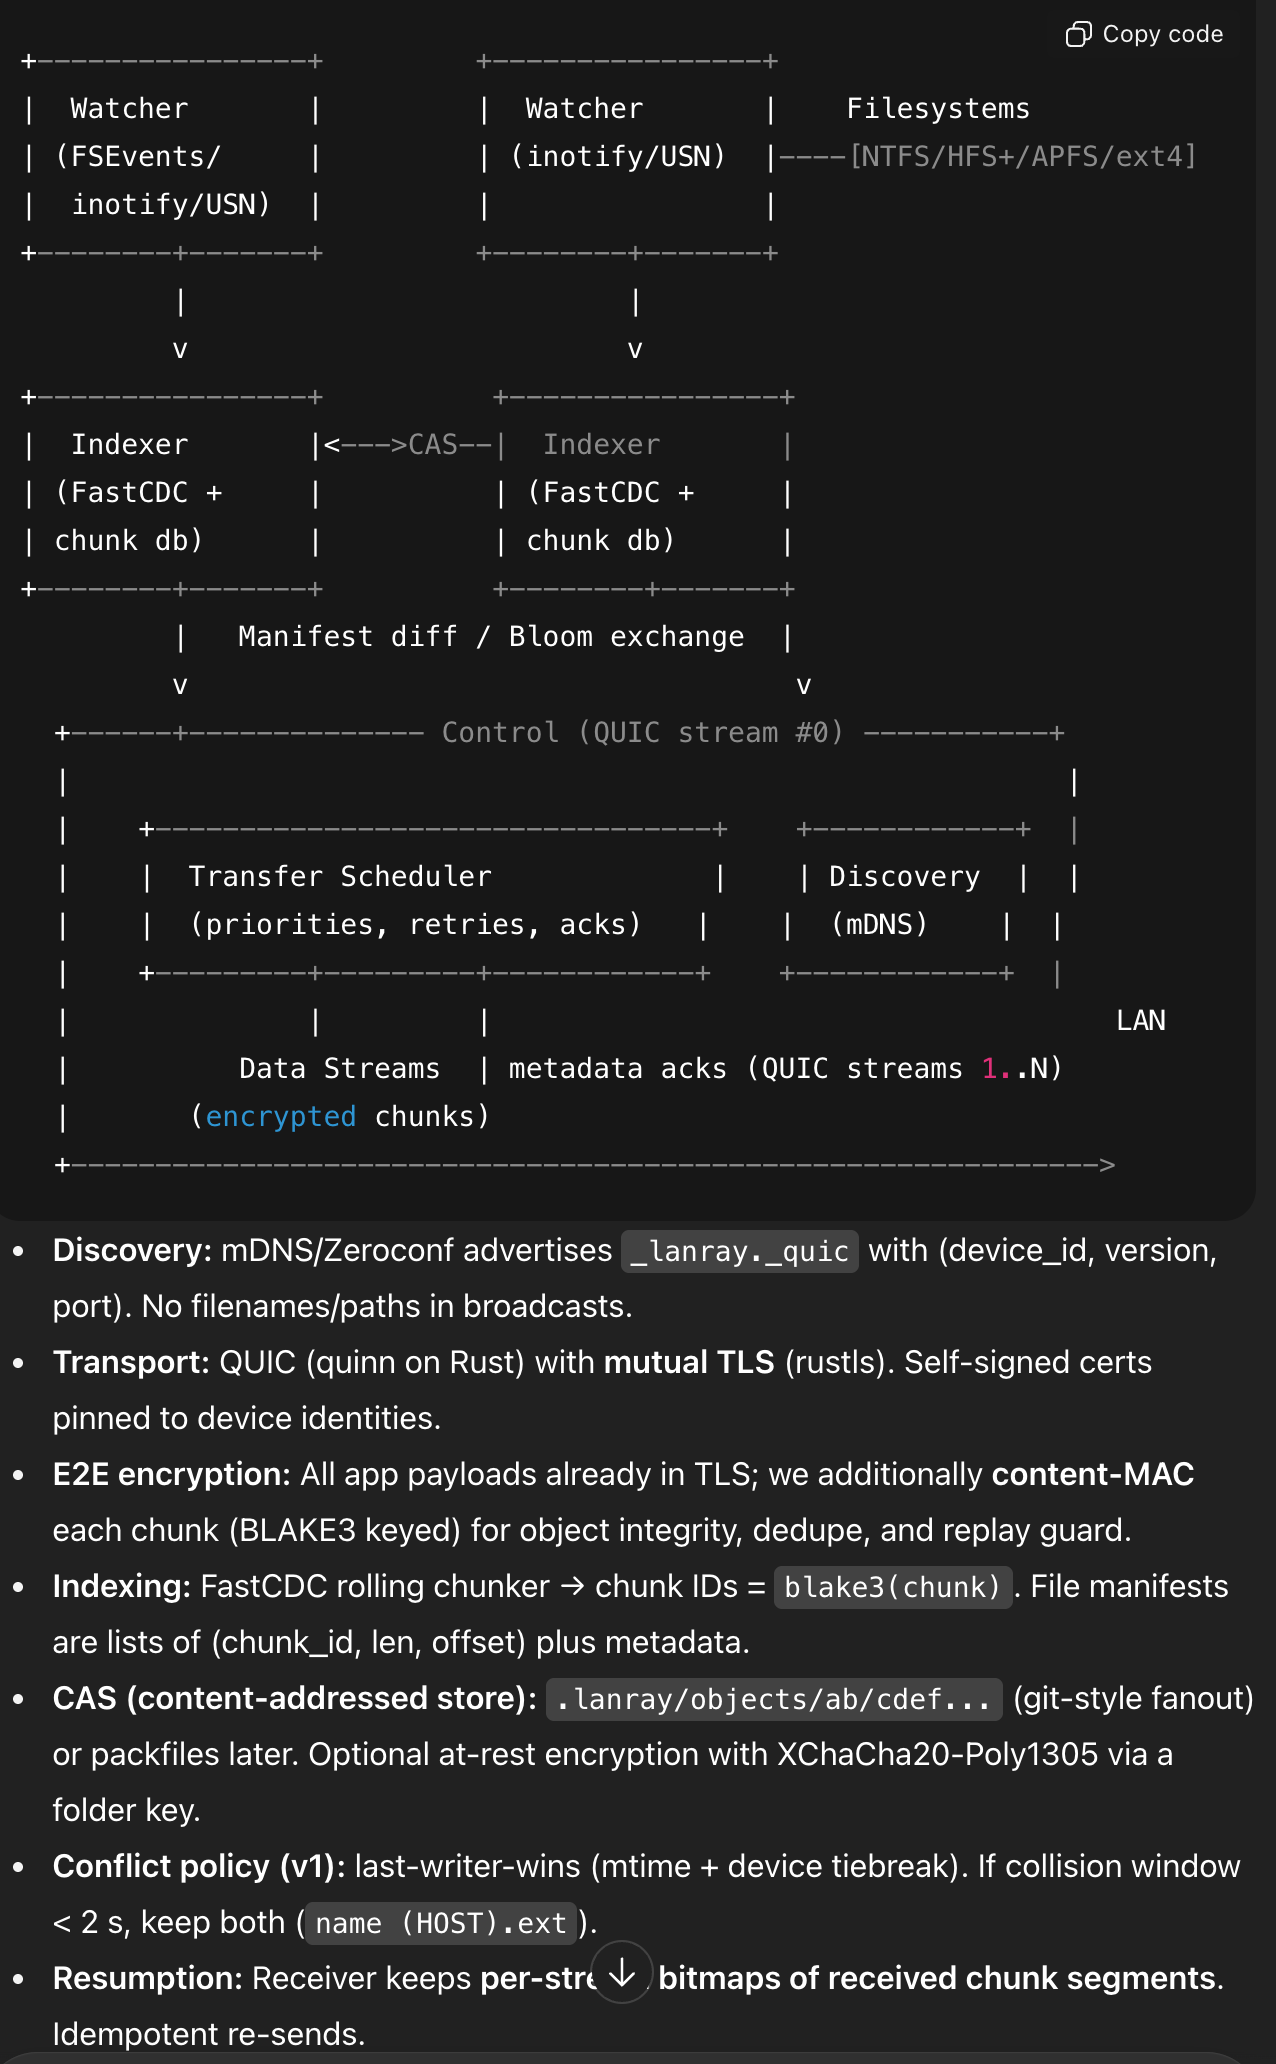 Copy code
+----------------+         +----------------+
|  Watcher       |         |  Watcher       |    Filesystems
| (FSEvents/     |         | (inotify/USN)  |----[NTFS/HFS+/APFS/ext4]
|  inotify/USN)  |         |                |
+--------+-------+         +--------+-------+
         |                          |
         v                          v
+----------------+          +----------------+
|  Indexer       |<--->CAS--|  Indexer       |
| (FastCDC +     |          | (FastCDC +     |
| chunk db)      |          | chunk db)      |
+--------+-------+          +--------+-------+
         |   Manifest diff / Bloom exchange  |
         v                                    v
  +------+-------------- Control (QUIC stream #0) -----------+
  |                                                           |
  |    +---------------------------------+    +------------+  |
  |    |  Transfer Scheduler             |    | Discovery  |  |
  |    |  (priorities, retries, acks)   |    |  (mDNS)    |  |
  |    +---------+---------+------------+    +------------+  |
  |              |         |                                     LAN
  |          Data Streams  | metadata acks (QUIC streams 1..N)
  |       (encrypted chunks)
  +------------------------------------------------------------->
• Discovery: mDNS/Zeroconf advertises _lanray._quic with (device_id, version,
port). No filenames/paths in broadcasts.
• Transport: QUIC (quinn on Rust) with mutual TLS (rustls). Self-signed certs
pinned to device identities.
• E2E encryption: All app payloads already in TLS; we additionally content-MAC
each chunk (BLAKE3 keyed) for object integrity, dedupe, and replay guard.
• Indexing: FastCDC rolling chunker → chunk IDs = blake3(chunk). File manifests
are lists of (chunk_id, len, offset) plus metadata.
• CAS (content-addressed store): .lanray/objects/ab/cdef... (git-style fanout)
or packfiles later. Optional at-rest encryption with XChaCha20-Poly1305 via a
folder key.
• Conflict policy (v1): last-writer-wins (mtime + device tiebreak). If collision window
< 2 s, keep both (name (HOST).ext).
• Resumption: Receiver keeps bitmaps of received chunk segments.
Idempotent re-sends.